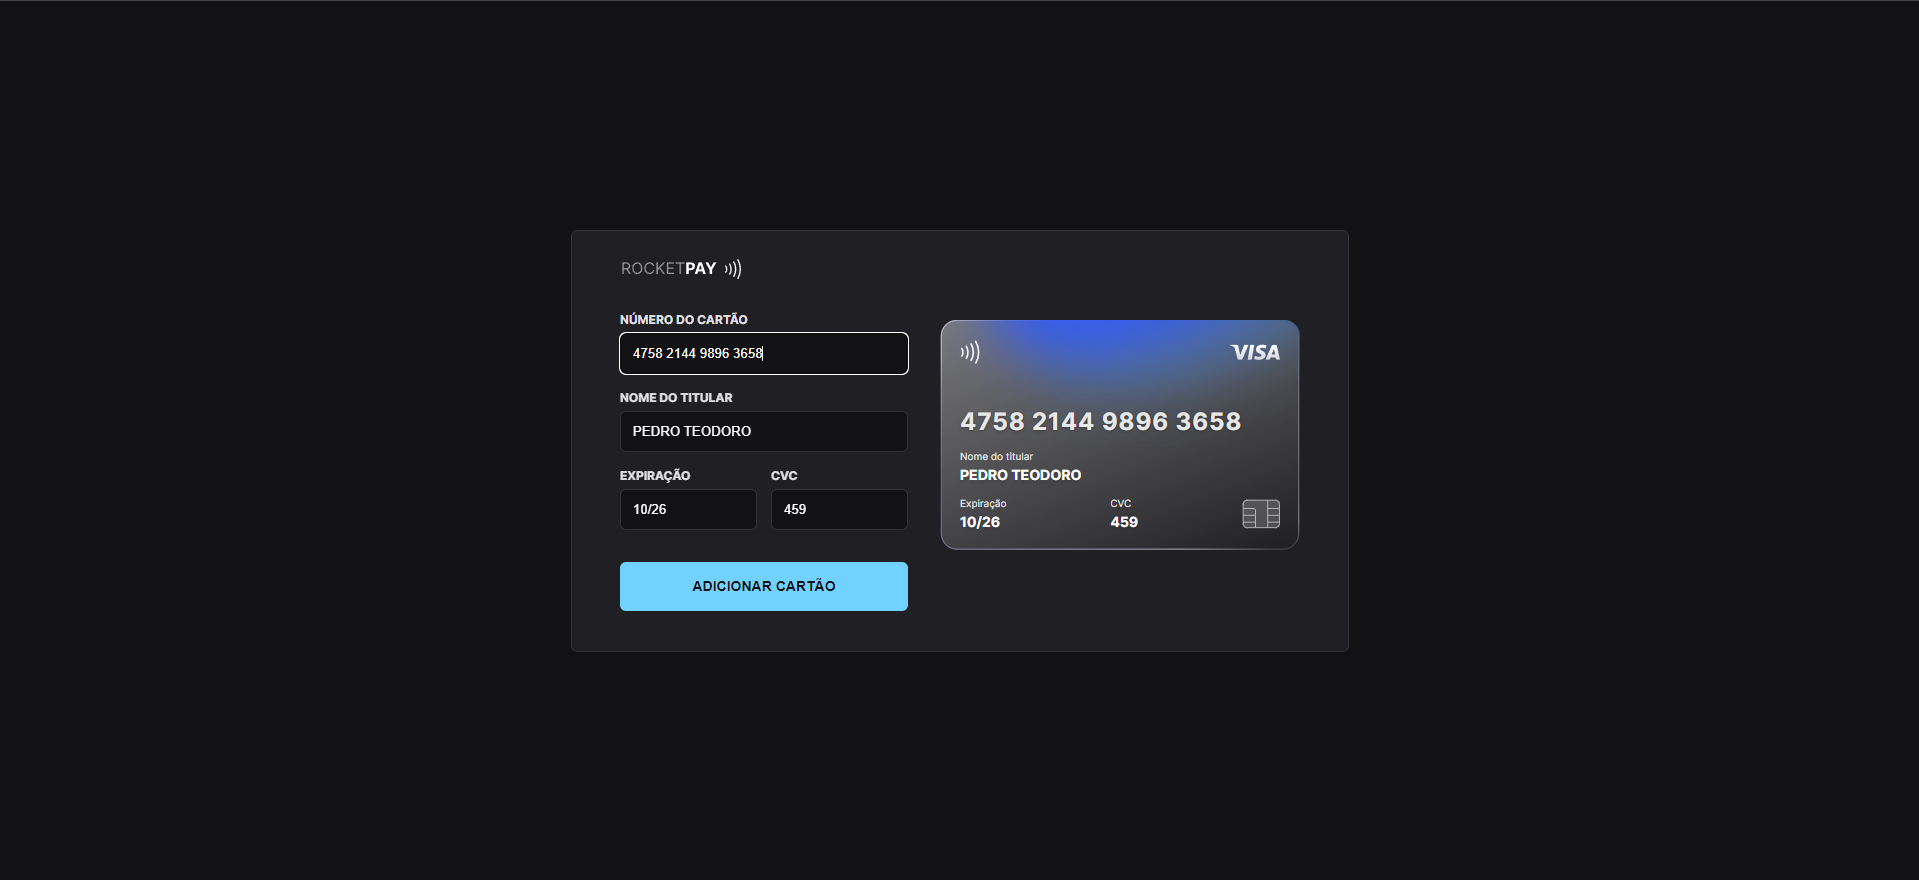 ROCKETPAY
NÚMERO DO CARTÃO
4758 2144 9896 3658
NOME DO TITULAR
PEDRO TEODORO
EXPIRAÇÃO CVC
10/26 459
ADICIONAR CARTÃO
VISA
4758 2144 9896 3658
Nome do titular
PEDRO TEODORO
Expiração CVC
10/26 459